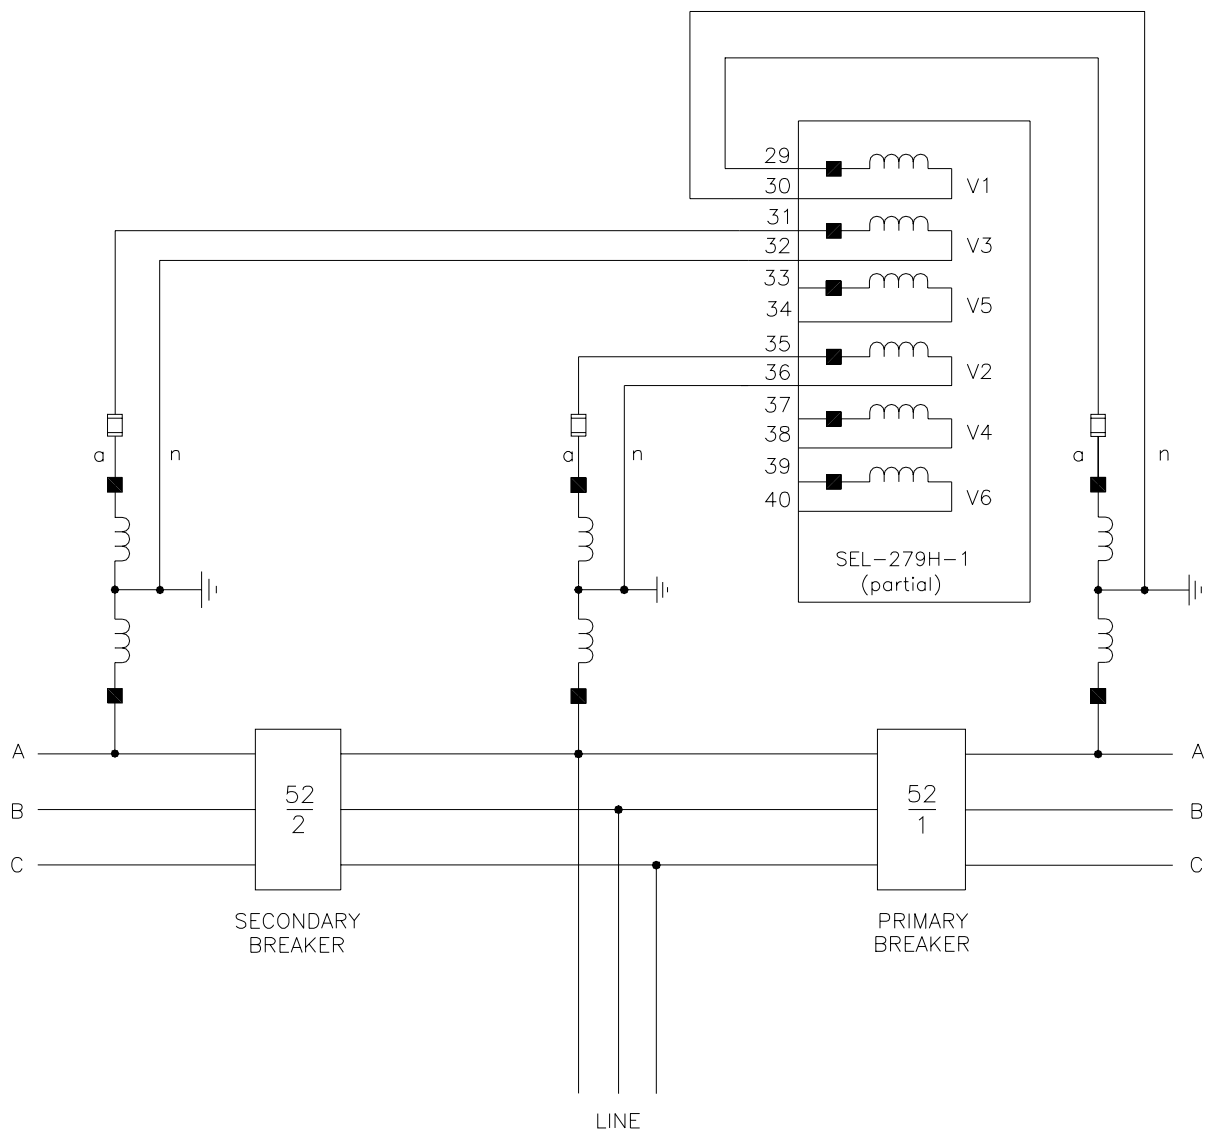 29
30
V1
31
32
V3
33
34
V5
35
36
V2
37
38
V4
39
40
V6
SEL-279H-1
(partial)
a n
a n
a n
A
B
C
52
2
52
1
A
B
C
SECONDARY
BREAKER
PRIMARY
BREAKER
LINE